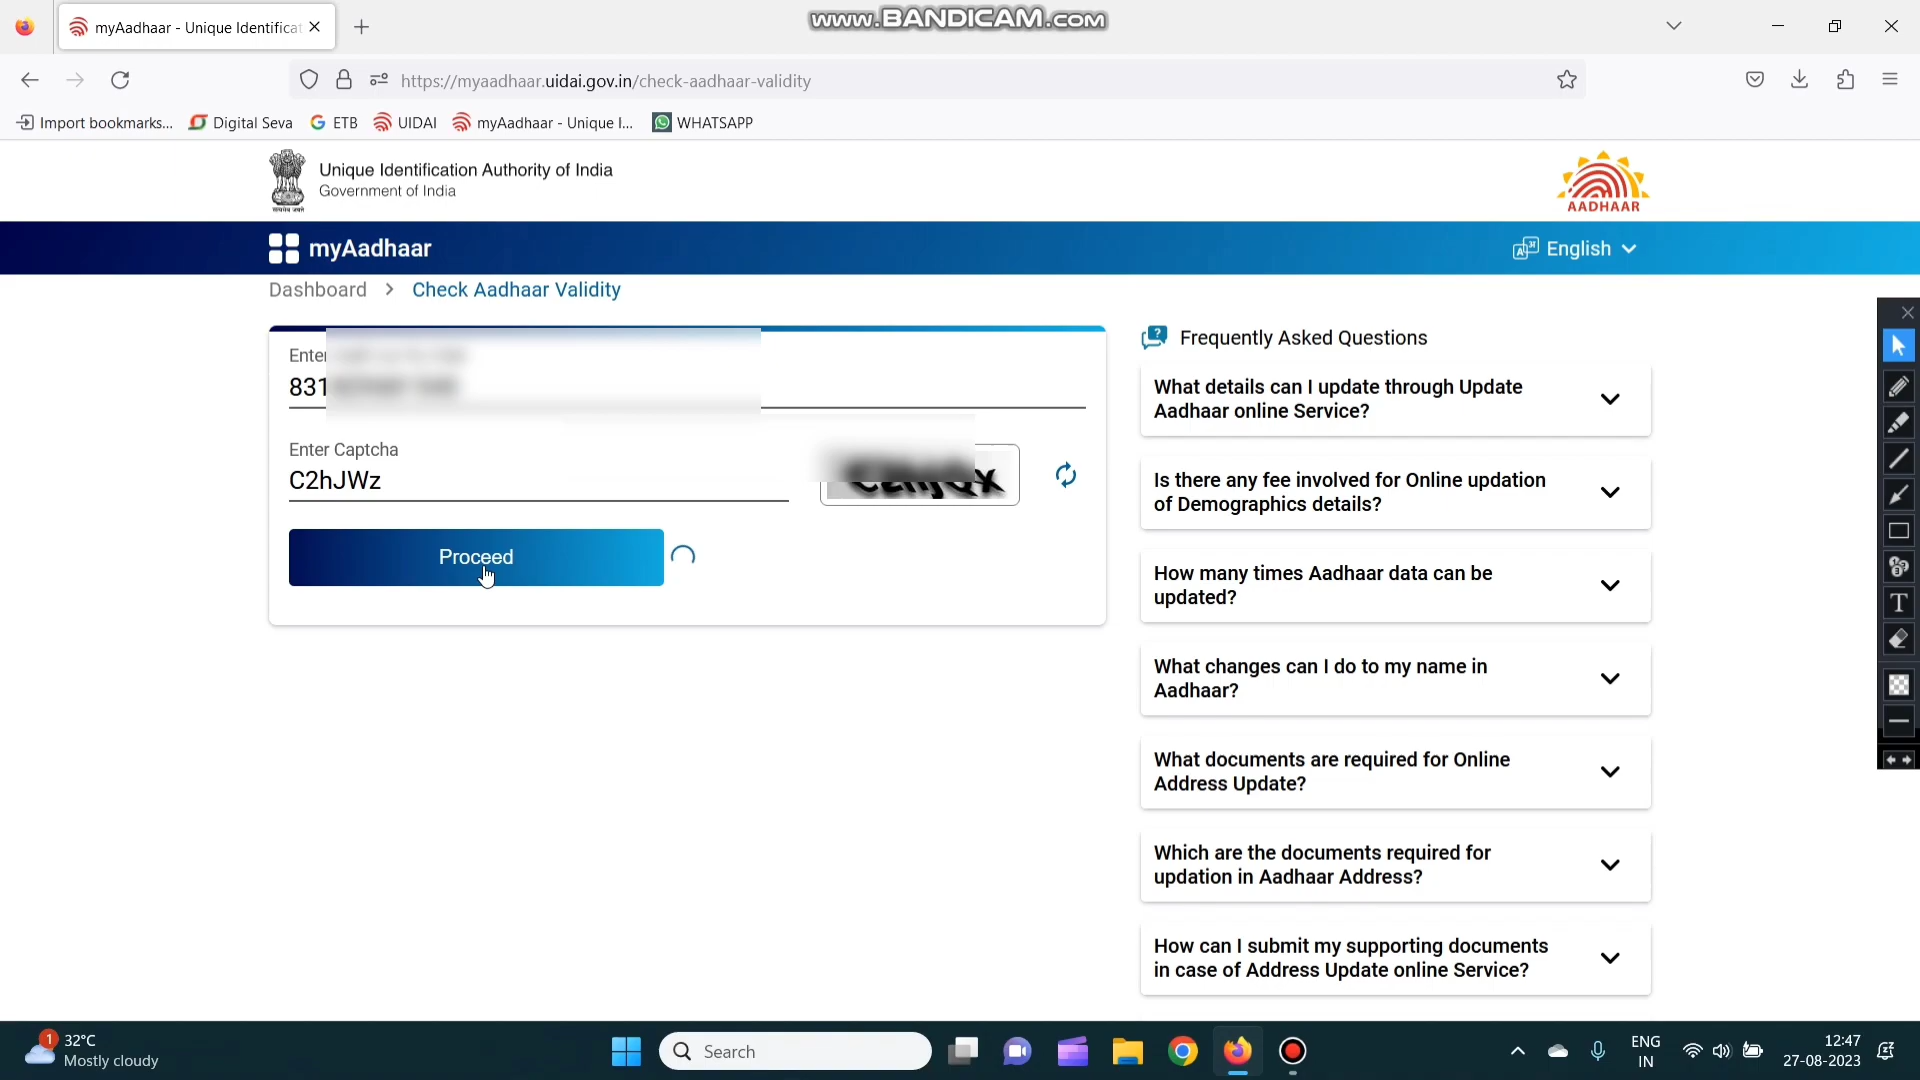 myAadhaar - Unique Identificat
www.BANDICAM.com
https://myaadhaar.uidai.gov.in/check-aadhaar-validity
Import bookmarks...
Digital Seva
ETB
UIDAI
myAadhaar - Unique I...
WHATSAPP
Unique Identification Authority of India
Government of India
AADHAAR
myAadhaar
English
Dashboard > Check Aadhaar Validity
Enter
831
Enter Captcha
C2hJWz
Proceed
Frequently Asked Questions
What details can I update through Update
Aadhaar online Service?
Is there any fee involved for Online updation
of Demographics details?
How many times Aadhaar data can be
updated?
What changes can I do to my name in
Aadhaar?
What documents are required for Online
Address Update?
Which are the documents required for
updation in Aadhaar Address?
How can I submit my supporting documents
in case of Address Update online Service?
1
32°C
Mostly cloudy
Search
ENG
IN
12:47
27-08-2023